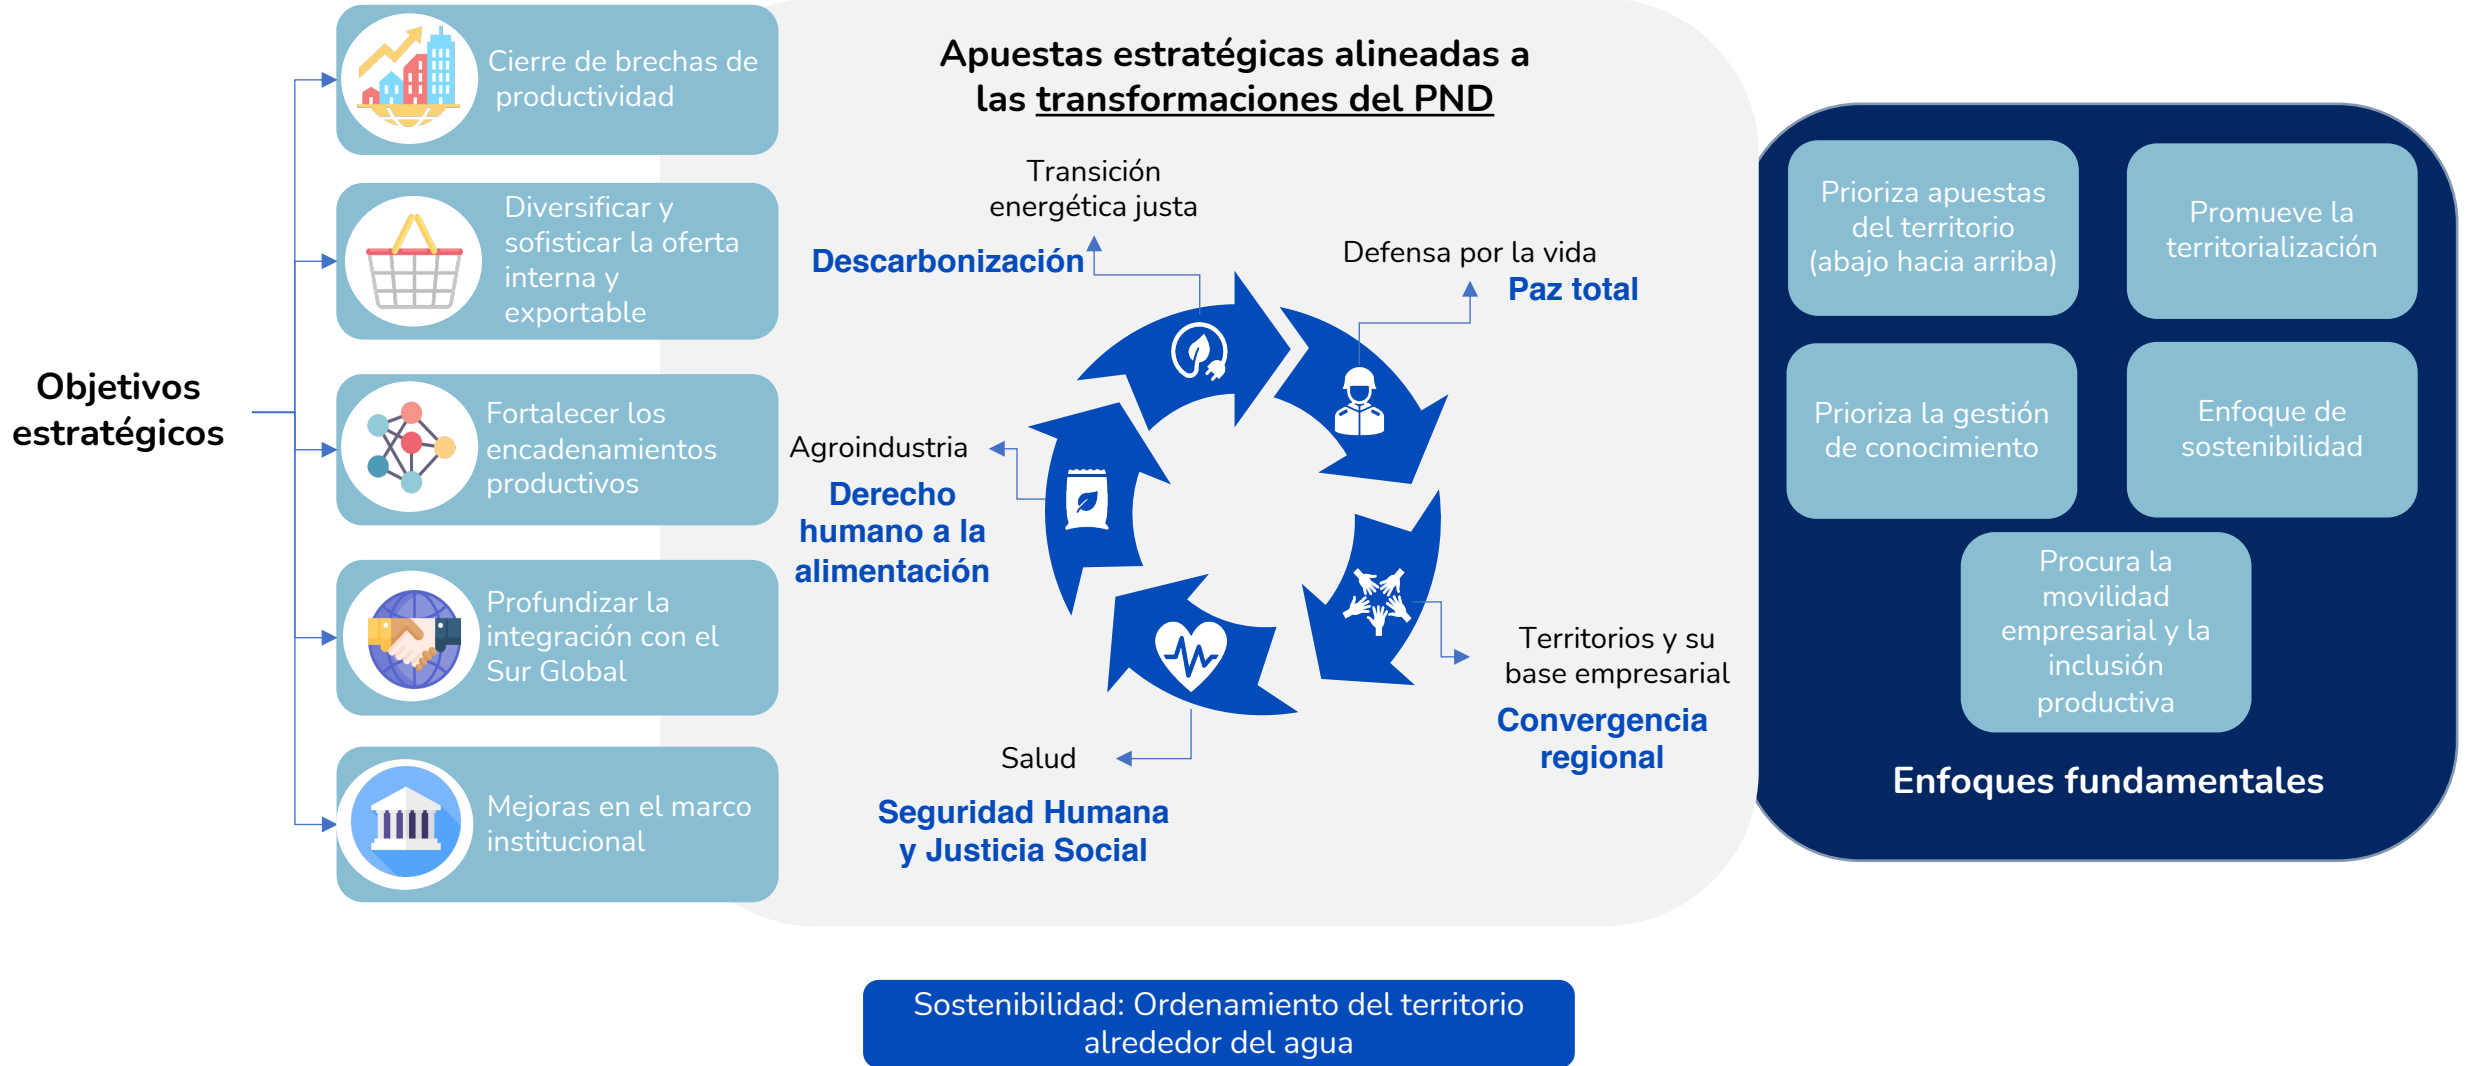 Objetivos
estratégicos
Cierre de brechas de
productividad
Diversificar y
sofisticar la oferta
interna y
exportable
Fortalecer los
encadenamientos
productivos
Profundizar la
integración con el
Sur Global
Mejoras en el marco
institucional
Apuestas estratégicas alineadas a
las transformaciones del PND
Transición
energética justa
Descarbonización
Defensa por la vida
Paz total
Agroindustria
Derecho
humano a la
alimentación
Territorios y su
base empresarial
Convergencia
regional
Salud
Seguridad Humana
y Justicia Social
Prioriza apuestas
del territorio
(abajo hacia arriba)
Promueve la
territorialización
Prioriza la gestión
de conocimiento
Enfoque de
sostenibilidad
Procura la
movilidad
empresarial y la
inclusión
productiva
Enfoques fundamentales
Sostenibilidad: Ordenamiento del territorio
alrededor del agua